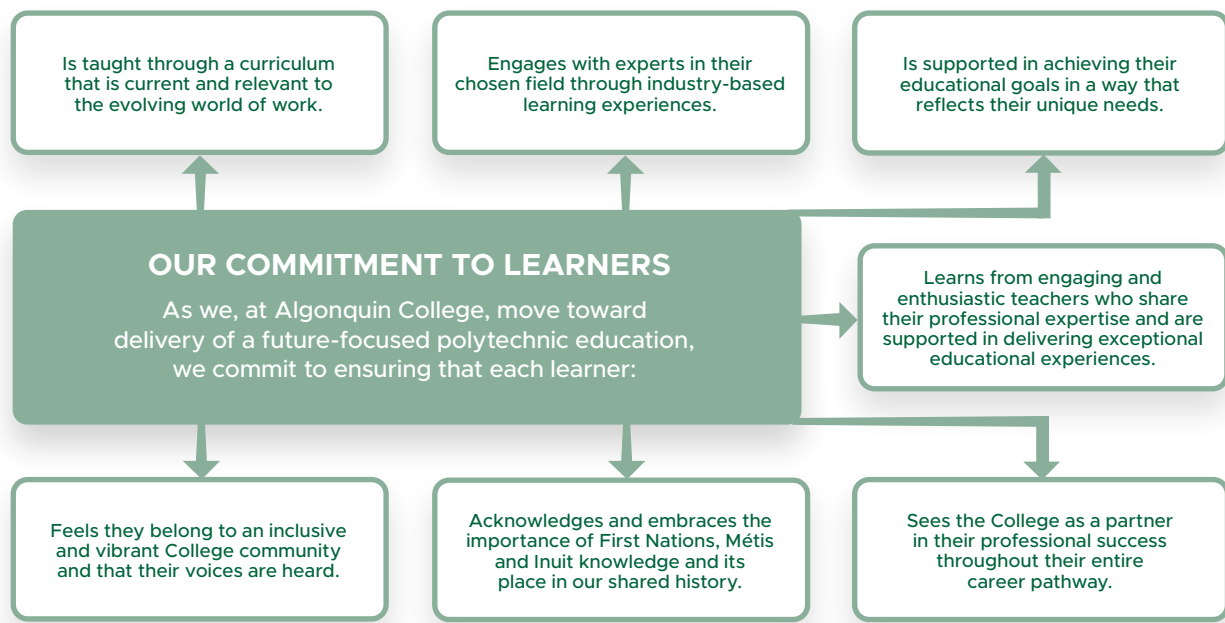 Is taught through a curriculum
that is current and relevant to
the evolving world of work.
Engages with experts in their
chosen field through industry-based
learning experiences.
Is supported in achieving their
educational goals in a way that
reflects their unique needs.
OUR COMMITMENT TO LEARNERS
As we, at Algonquin College, move toward
delivery of a future-focused polytechnic education,
we commit to ensuring that each learner:
Learns from engaging and
enthusiastic teachers who share
their professional expertise and are
supported in delivering exceptional
educational experiences.
Feels they belong to an inclusive
and vibrant College community
and that their voices are heard.
Acknowledges and embraces the
importance of First Nations, Métis
and Inuit knowledge and its
place in our shared history.
Sees the College as a partner
in their professional success
throughout their entire
career pathway.